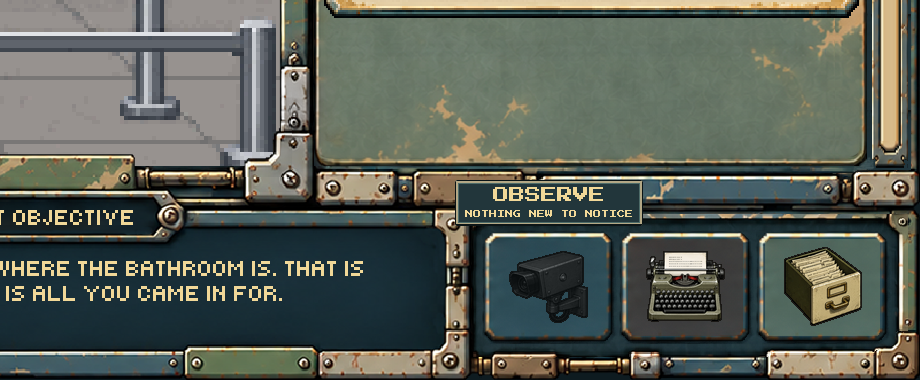 OBSERVE
NOTHING NEW TO NOTICE
T OBJECTIVE
WHERE THE BATHROOM IS. THAT IS
IS ALL YOU CAME IN FOR.